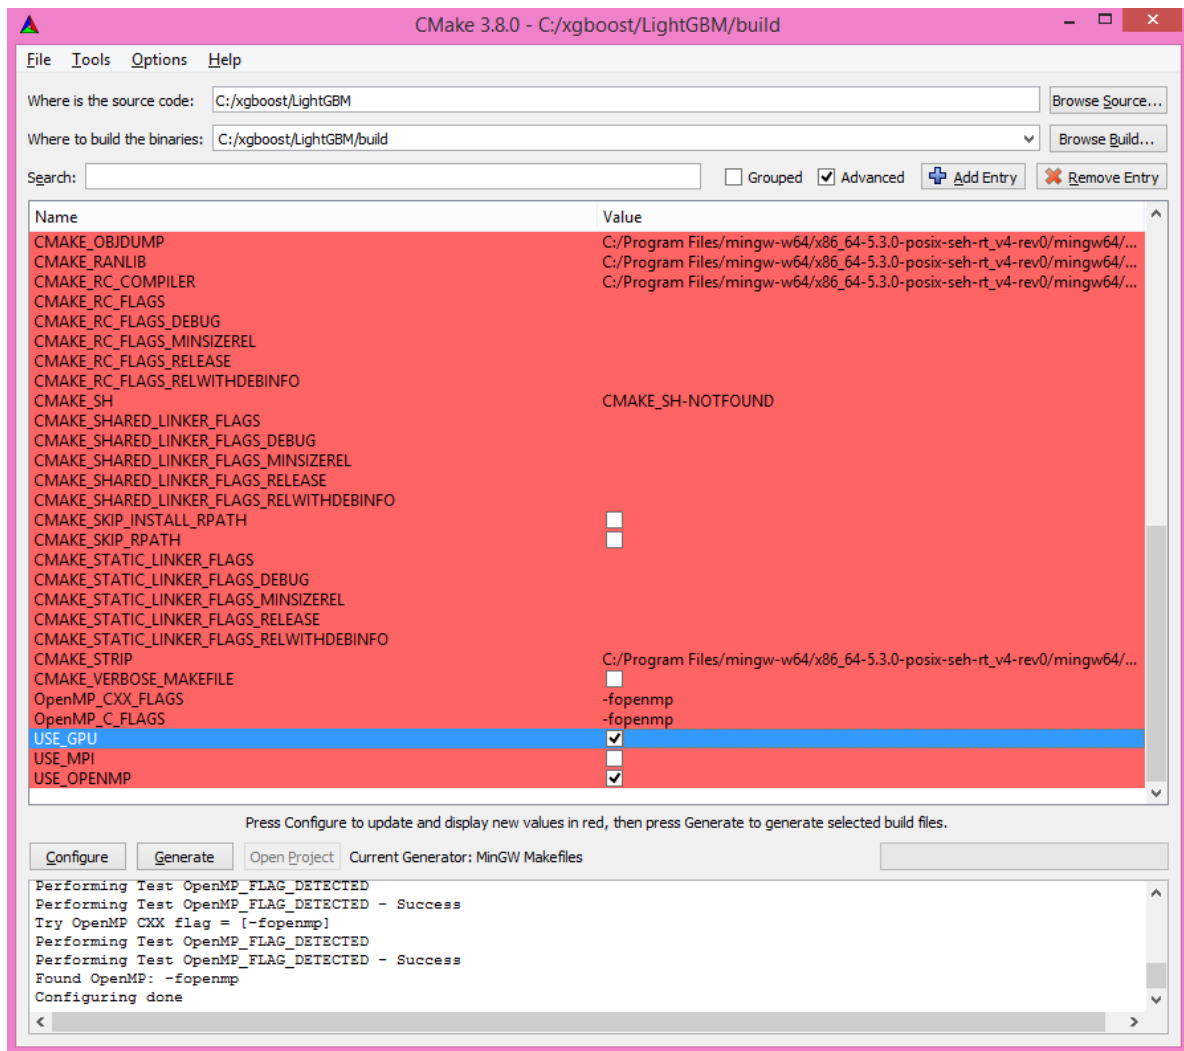 CMake 3.8.0 - C:/xgboost/LightGBM/build
File Tools Options Help
Where is the source code: C:/xgboost/LightGBM Browse Source...
Where to build the binaries: C:/xgboost/LightGBM/build Browse Build...
Search: Grouped Advanced Add Entry Remove Entry
Name Value
CMAKE_OBJDUMP C:/Program Files/mingw-w64/x86_64-5.3.0-posix-seh-rt_v4-rev0/mingw64/...
CMAKE_RANLIB C:/Program Files/mingw-w64/x86_64-5.3.0-posix-seh-rt_v4-rev0/mingw64/...
CMAKE_RC_COMPILER C:/Program Files/mingw-w64/x86_64-5.3.0-posix-seh-rt_v4-rev0/mingw64/...
CMAKE_RC_FLAGS
CMAKE_RC_FLAGS_DEBUG
CMAKE_RC_FLAGS_MINSIZEREL
CMAKE_RC_FLAGS_RELEASE
CMAKE_RC_FLAGS_RELWITHDEBINFO
CMAKE_SH CMAKE_SH-NOTFOUND
CMAKE_SHARED_LINKER_FLAGS
CMAKE_SHARED_LINKER_FLAGS_DEBUG
CMAKE_SHARED_LINKER_FLAGS_MINSIZEREL
CMAKE_SHARED_LINKER_FLAGS_RELEASE
CMAKE_SHARED_LINKER_FLAGS_RELWITHDEBINFO
CMAKE_SKIP_INSTALL_RPATH
CMAKE_SKIP_RPATH
CMAKE_STATIC_LINKER_FLAGS
CMAKE_STATIC_LINKER_FLAGS_DEBUG
CMAKE_STATIC_LINKER_FLAGS_MINSIZEREL
CMAKE_STATIC_LINKER_FLAGS_RELEASE
CMAKE_STATIC_LINKER_FLAGS_RELWITHDEBINFO
CMAKE_STRIP C:/Program Files/mingw-w64/x86_64-5.3.0-posix-seh-rt_v4-rev0/mingw64/...
CMAKE_VERBOSE_MAKEFILE
OpenMP_CXX_FLAGS -fopenmp
OpenMP_C_FLAGS -fopenmp
USE_GPU
USE_MPI
USE_OPENMP
Press Configure to update and display new values in red, then press Generate to generate selected build files.
Configure Generate Open Project Current Generator: MinGW Makefiles
Performing Test OpenMP_FLAG_DETECTED
Performing Test OpenMP_FLAG_DETECTED - Success
Try OpenMP CXX flag = [-fopenmp]
Performing Test OpenMP_FLAG_DETECTED
Performing Test OpenMP_FLAG_DETECTED - Success
Found OpenMP: -fopenmp
Configuring done